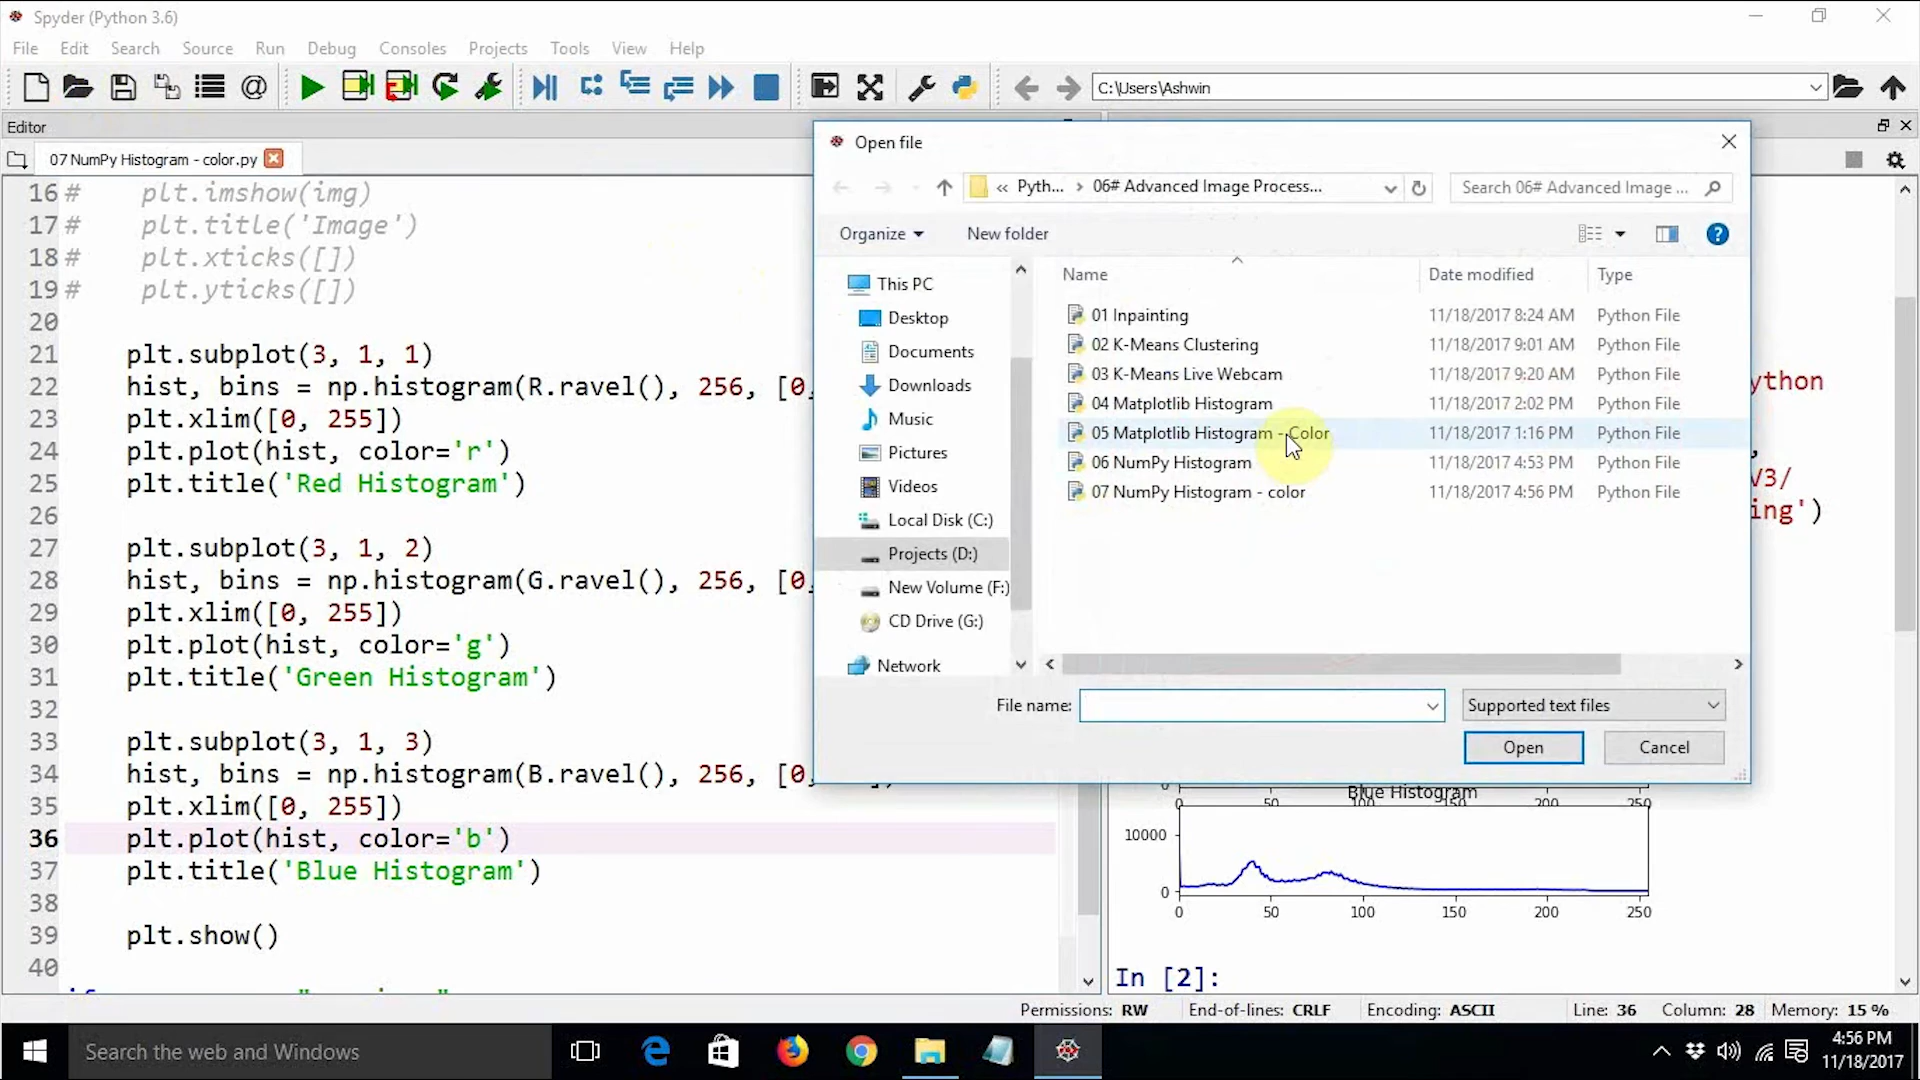 Spyder (Python 3.6)
File Edit Search Source Run Debug Consoles Projects Tools View Help
C:\Users\Ashwin
Editor
07 NumPy Histogram - color.py
16 #    plt.imshow(img)
17 #    plt.title('Image')
18 #    plt.xticks([])
19 #    plt.yticks([])
20
21    plt.subplot(3, 1, 1)
22    hist, bins = np.histogram(R.ravel(), 256, [0,
23    plt.xlim([0, 255])
24    plt.plot(hist, color='r')
25    plt.title('Red Histogram')
26
27    plt.subplot(3, 1, 2)
28    hist, bins = np.histogram(G.ravel(), 256, [0,
29    plt.xlim([0, 255])
30    plt.plot(hist, color='g')
31    plt.title('Green Histogram')
32
33    plt.subplot(3, 1, 3)
34    hist, bins = np.histogram(B.ravel(), 256, [0,
35    plt.xlim([0, 255])
36    plt.plot(hist, color='b')
37    plt.title('Blue Histogram')
38
39    plt.show()
40
Open file
« Pyth... › 06# Advanced Image Process...
Search 06# Advanced Image ...
Organize New folder
This PC
Desktop
Documents
Downloads
Music
Pictures
Videos
Local Disk (C:)
Projects (D:)
New Volume (F:)
CD Drive (G:)
Network
Name Date modified Type
01 Inpainting 11/18/2017 8:24 AM Python File
02 K-Means Clustering 11/18/2017 9:01 AM Python File
03 K-Means Live Webcam 11/18/2017 9:20 AM Python File
04 Matplotlib Histogram 11/18/2017 2:02 PM Python File
05 Matplotlib Histogram - Color 11/18/2017 1:16 PM Python File
06 NumPy Histogram 11/18/2017 4:53 PM Python File
07 NumPy Histogram - color 11/18/2017 4:56 PM Python File
File name: Supported text files
Open Cancel
ython
,
V3/
ing')
0 50 100 150 200 250
Blue Histogram
10000
0
0 50 100 150 200 250
In [2]:
Permissions: RW End-of-lines: CRLF Encoding: ASCII Line: 36 Column: 28 Memory: 15 %
Search the web and Windows
4:56 PM
11/18/2017